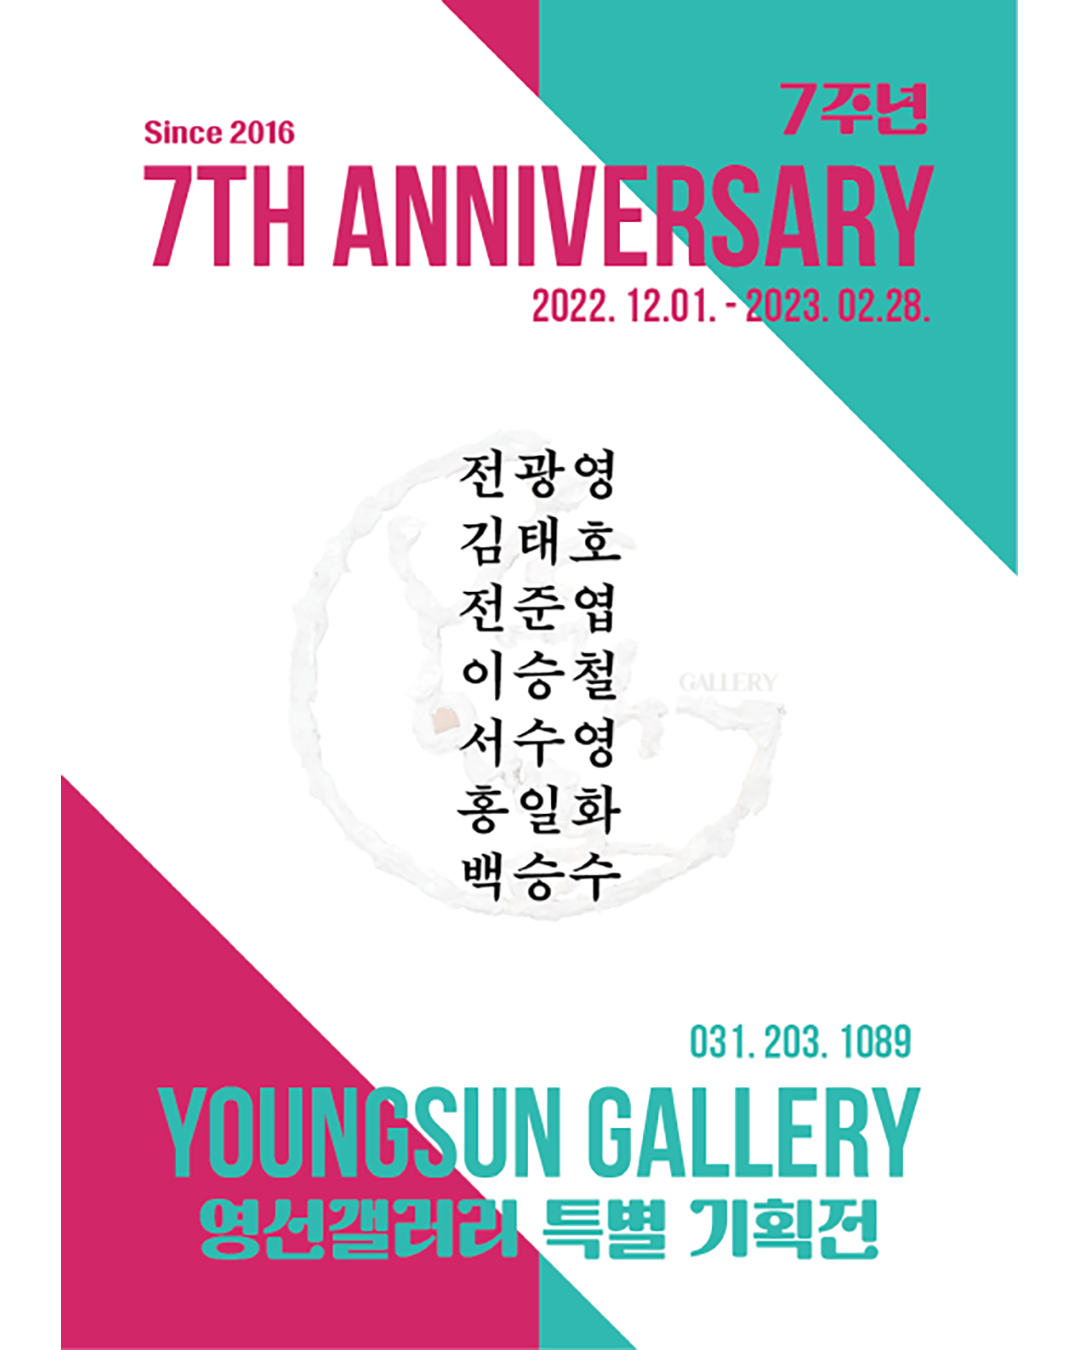 7주년
Since 2016
7TH ANNIVERSARY
2022. 12.01. - 2023. 02.28.
전광영
김태호
전준엽
이승철
GALLERY
서수영
홍일화
백승수
031. 203. 1089
YOUNGSUN GALLERY
영선갤러리 특별 기획전